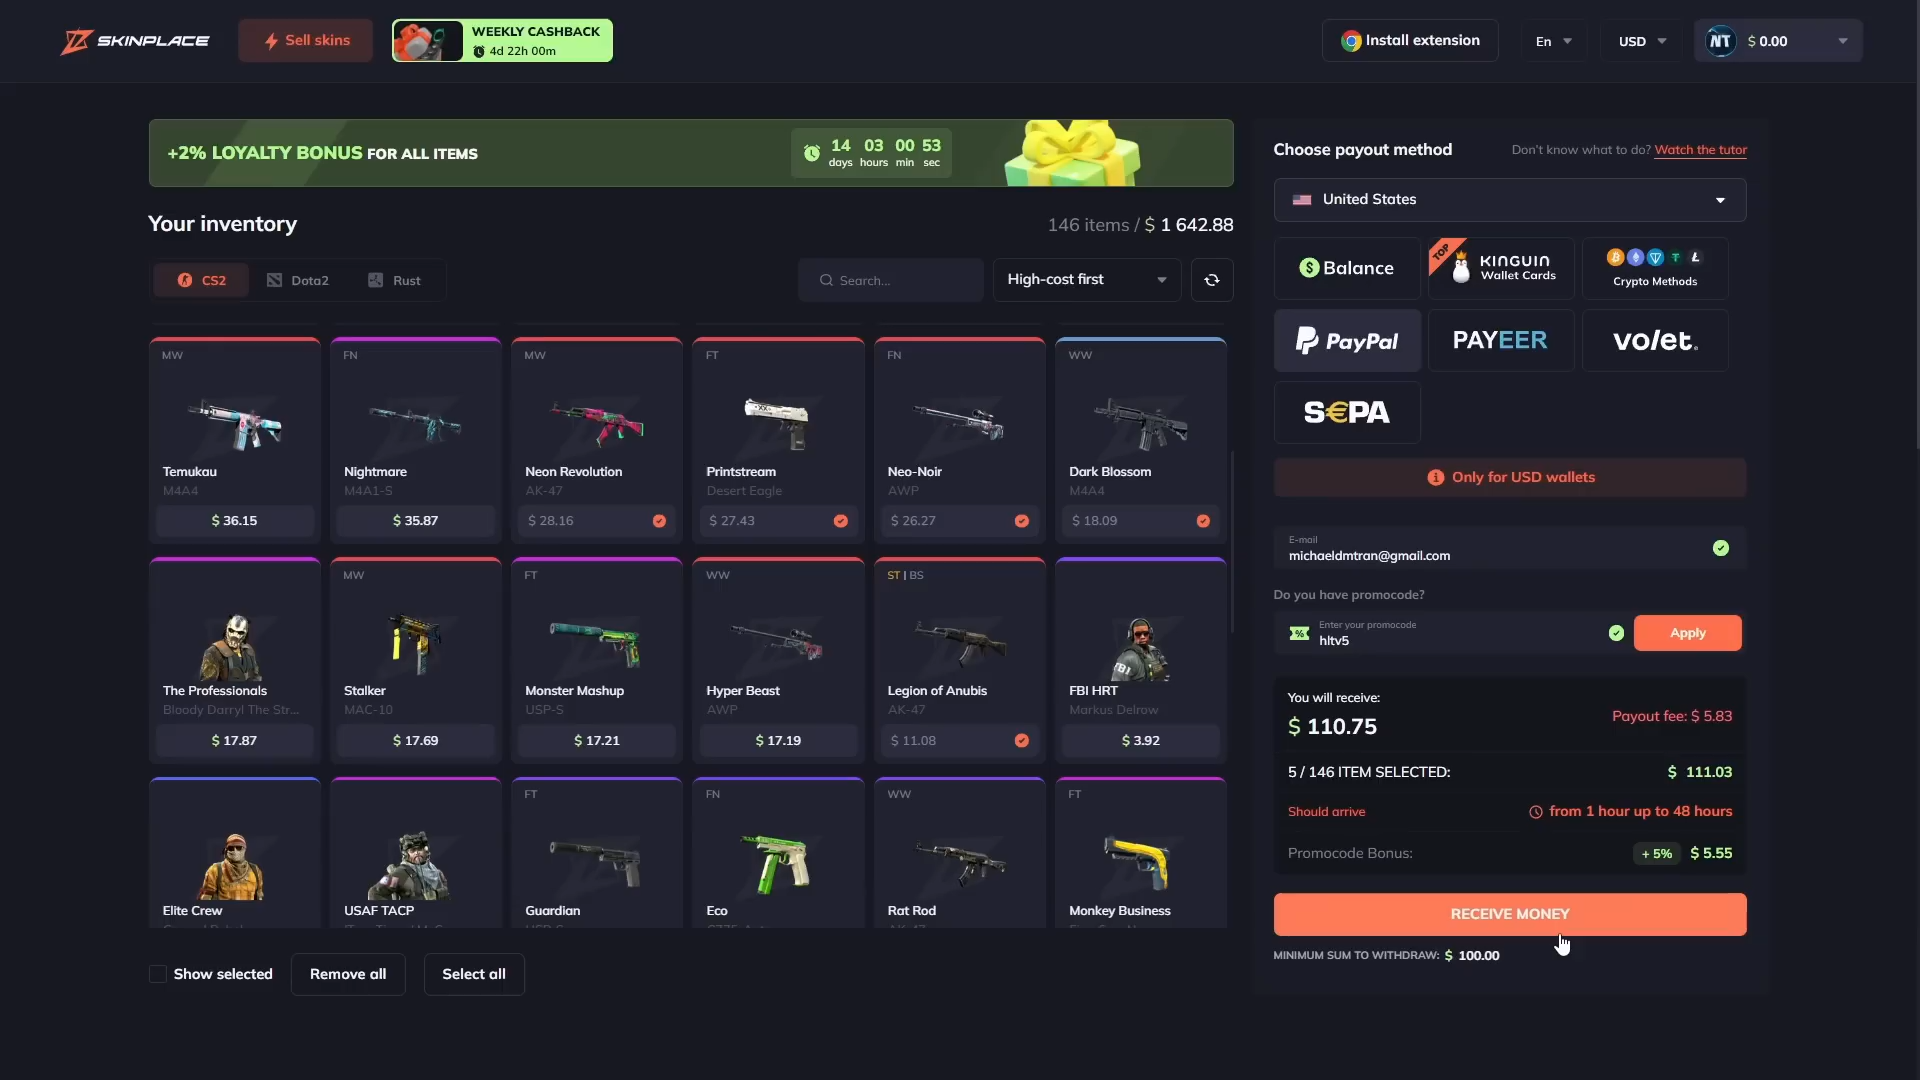 SKINPLACE
Sell skins
WEEKLY CASHBACK
4d 22h 00m
Install extension
En
USD
NT
$ 0.00
+2% LOYALTY BONUS FOR ALL ITEMS
14 03 00 53
days hours min sec
Choose payout method
Don't know what to do? Watch the tutor
United States
Your inventory
146 items / $ 1 642.88
CS2
Dota2
Rust
Search...
High-cost first
$ Balance
TOP
KINGUIN
Wallet Cards
Crypto Methods
PayPal
PAYEER
volet.
S€PA
Only for USD wallets
E-mail
michaeldmtran@gmail.com
Do you have promocode?
Enter your promocode
hltv5
Apply
You will receive:
$ 110.75
Payout fee: $ 5.83
5 / 146 ITEM SELECTED:
$ 111.03
Should arrive
from 1 hour up to 48 hours
Promocode Bonus:
+ 5%
$ 5.55
RECEIVE MONEY
MINIMUM SUM TO WITHDRAW: $ 100.00
MW
FN
MW
FT
FN
WW
Temukau
Nightmare
Neon Revolution
Printstream
Neo-Noir
Dark Blossom
M4A4
M4A1-S
AK-47
Desert Eagle
AWP
M4A4
$ 36.15
$ 35.87
$ 28.16
$ 27.43
$ 26.27
$ 18.09
MW
FT
WW
ST | BS
FBI
The Professionals
Stalker
Monster Mashup
Hyper Beast
Legion of Anubis
FBI HRT
Bloody Darryl The Str...
MAC-10
USP-S
AWP
AK-47
Markus Delrow
$ 17.87
$ 17.69
$ 17.21
$ 17.19
$ 11.08
$ 3.92
FT
FN
WW
FT
Elite Crew
USAF TACP
Guardian
Eco
Rat Rod
Monkey Business
Show selected
Remove all
Select all